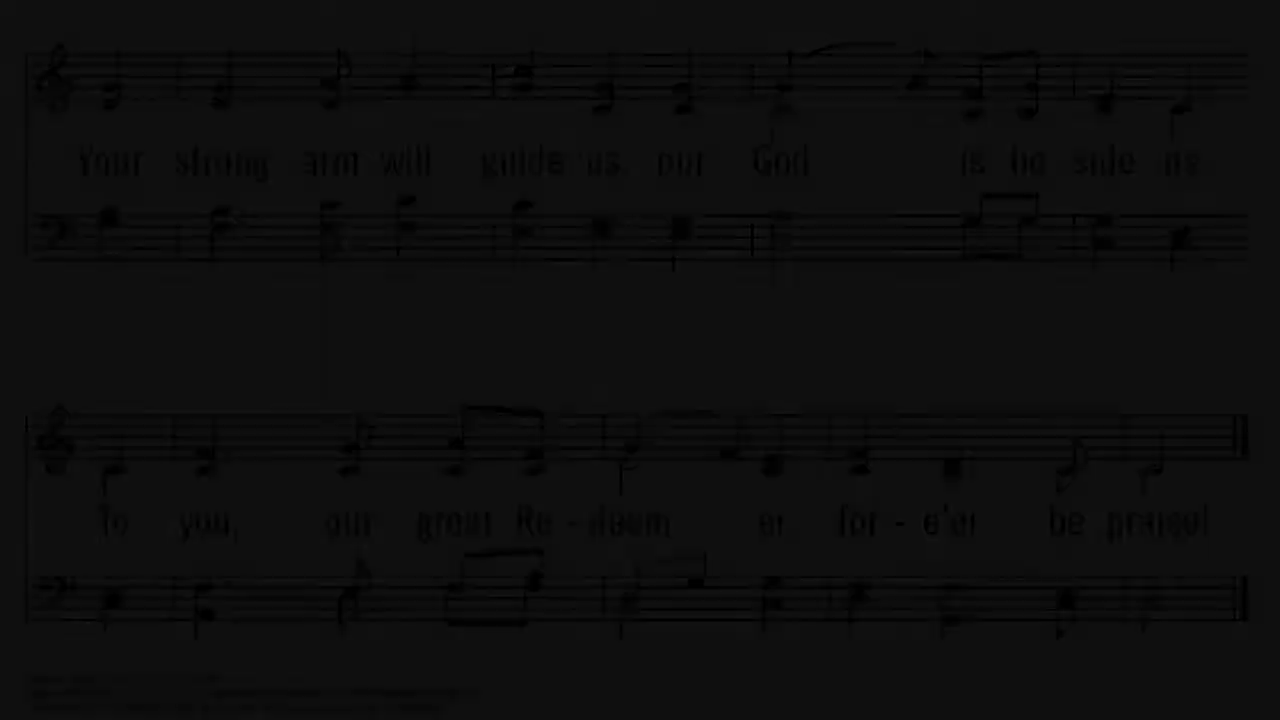 Your strong arm will guide us, our God is be-side us.
To you, our great Re - deem er for - e'er be praise!